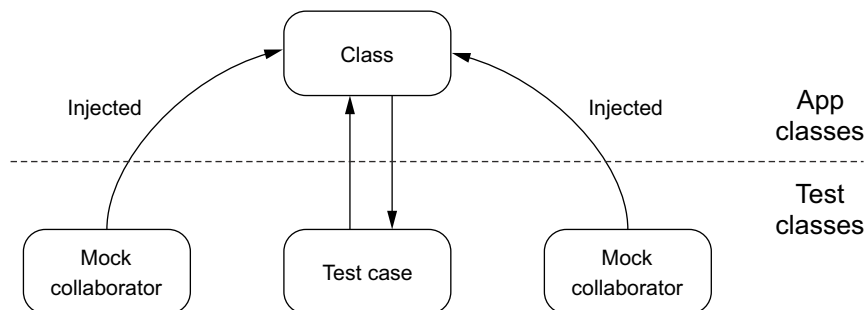 Class
Injected
Injected
App
classes
Test
classes
Mock
collaborator
Test case
Mock
collaborator